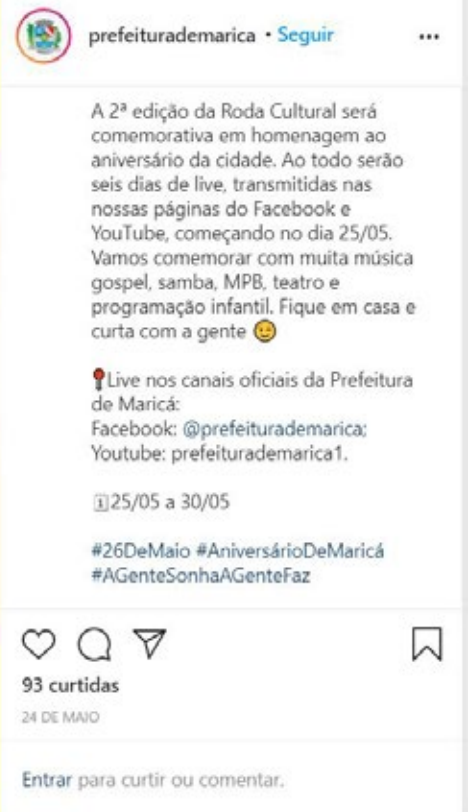 prefeiturademarica • Seguir
A 2ª edição da Roda Cultural será
comemorativa em homenagem ao
aniversário da cidade. Ao todo serão
seis dias de live, transmitidas nas
nossas páginas do Facebook e
YouTube, começando no dia 25/05.
Vamos comemorar com muita música
gospel, samba, MPB, teatro e
programação infantil. Fique em casa e
curta com a gente 😉
📍Live nos canais oficiais da Prefeitura
de Maricá:
Facebook: @prefeiturademarica;
Youtube: prefeiturademarica1.
🗓25/05 a 30/05
#26DeMaio #AniversárioDeMaricá
#AGenteSonhaAGenteFaz
93 curtidas
24 DE MAIO
Entrar para curtir ou comentar.